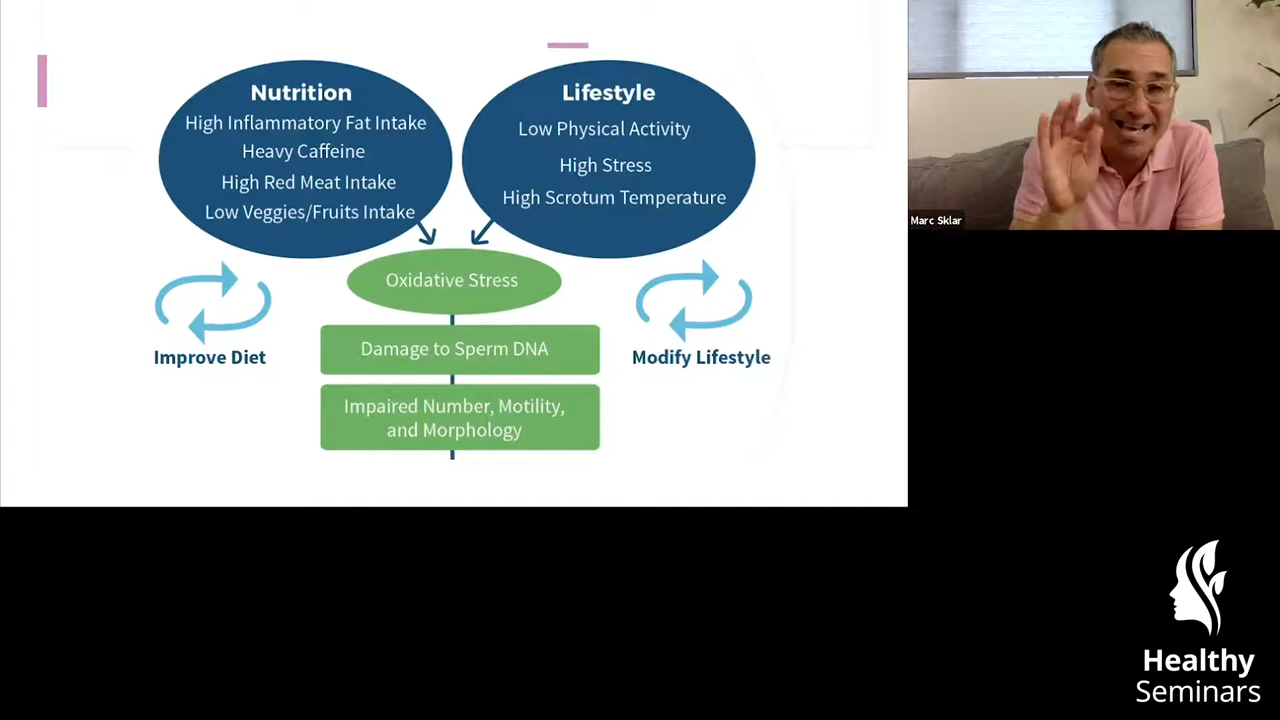 Nutrition
High Inflammatory Fat Intake
Heavy Caffeine
High Red Meat Intake
Low Veggies/Fruits Intake
Lifestyle
Low Physical Activity
High Stress
High Scrotum Temperature
Oxidative Stress
Damage to Sperm DNA
Impaired Number, Motility,
and Morphology
Improve Diet
Modify Lifestyle
Marc Sklar
Healthy
Seminars